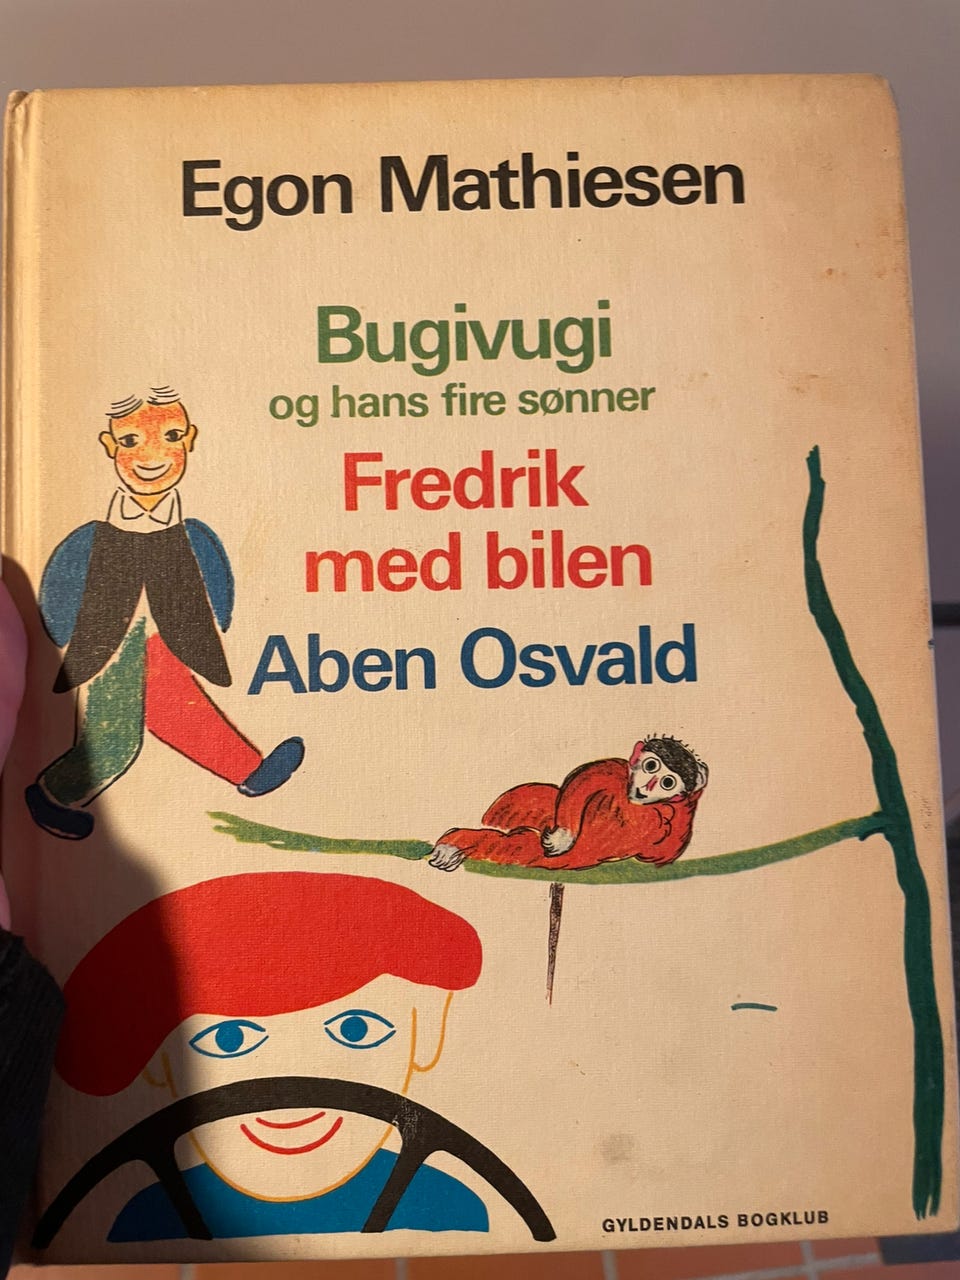 Egon Mathiesen
Bugivugi
og hans fire sønner
Fredrik
med bilen
Aben Osvald
GYLDENDALS BOGKLUB